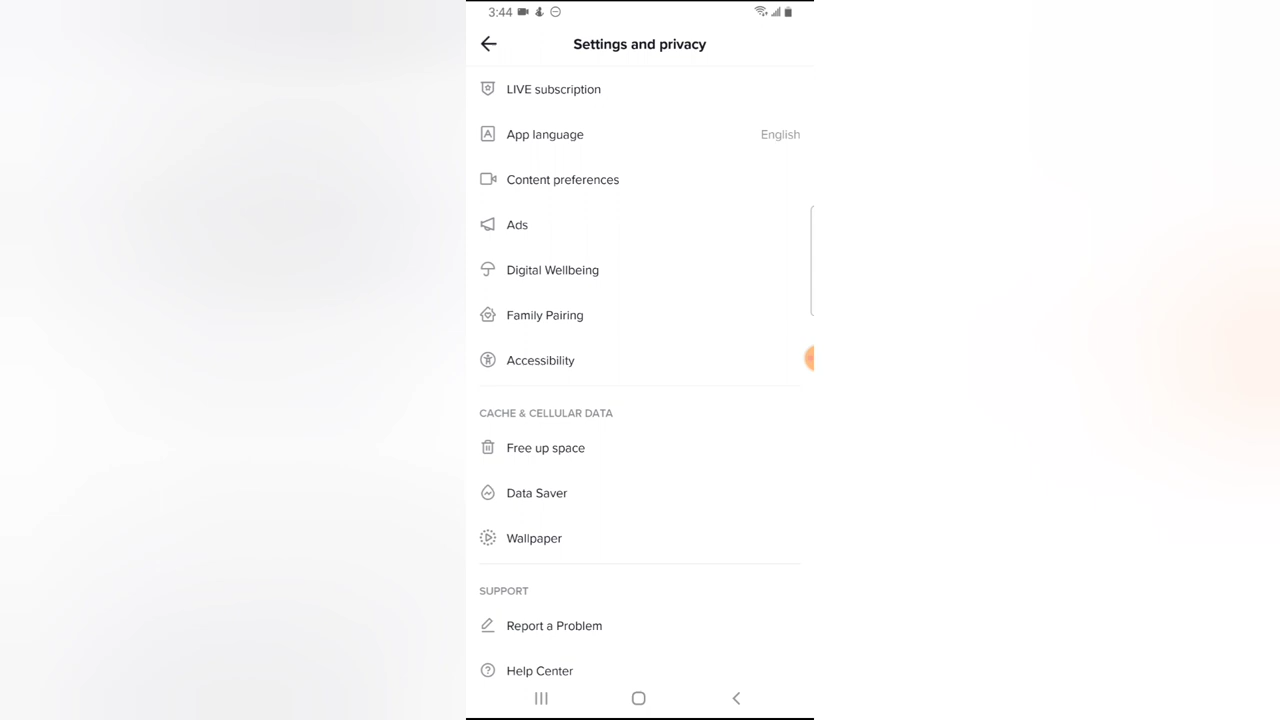 3:44
Settings and privacy
LIVE subscription
App language English
Content preferences
Ads
Digital Wellbeing
Family Pairing
Accessibility
CACHE & CELLULAR DATA
Free up space
Data Saver
Wallpaper
SUPPORT
Report a Problem
Help Center